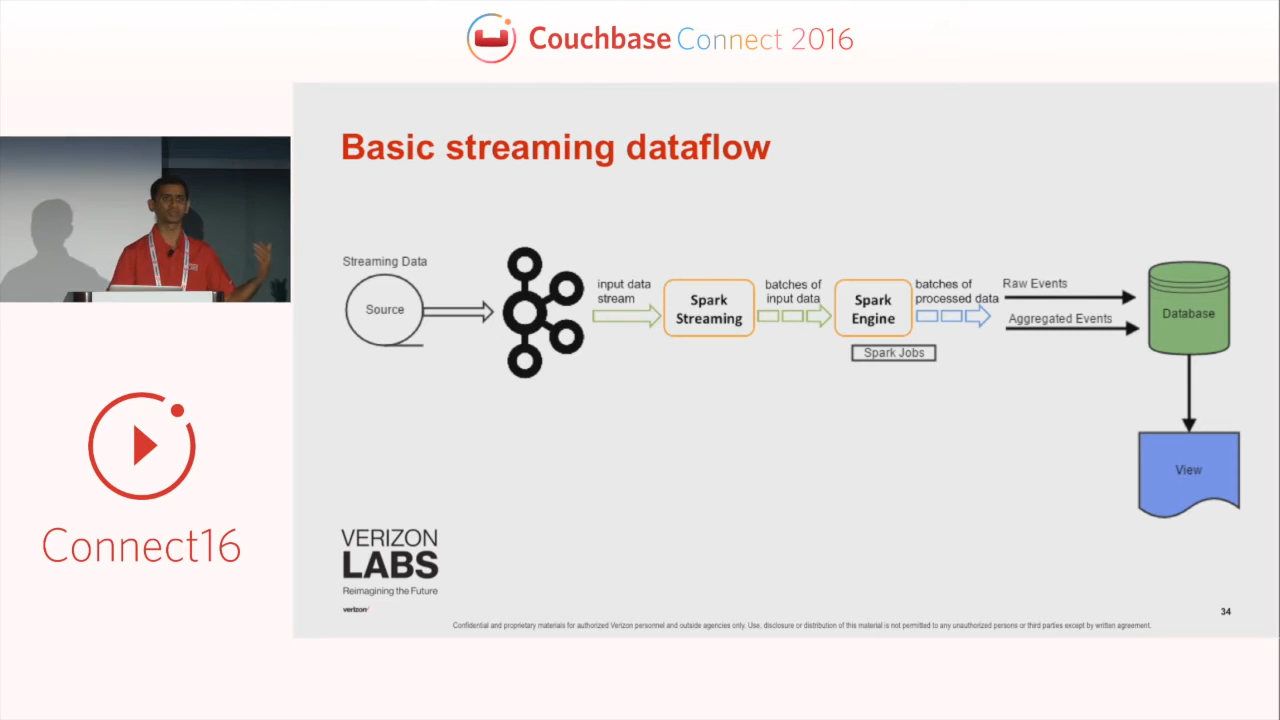 Couchbase Connect 2016
Basic streaming dataflow
Streaming Data
Source
input data
stream
Spark
Streaming
batches of
input data
Spark
Engine
Spark Jobs
batches of
processed data
Raw Events
Aggregated Events
Database
View
Connect16
VERIZON
LABS
Reimagining the Future
verizon
34
Confidential and proprietary materials for authorized Verizon personnel and outside agencies only. Use, disclosure or distribution of this material is not permitted to any unauthorized persons or third parties except by written agreement.